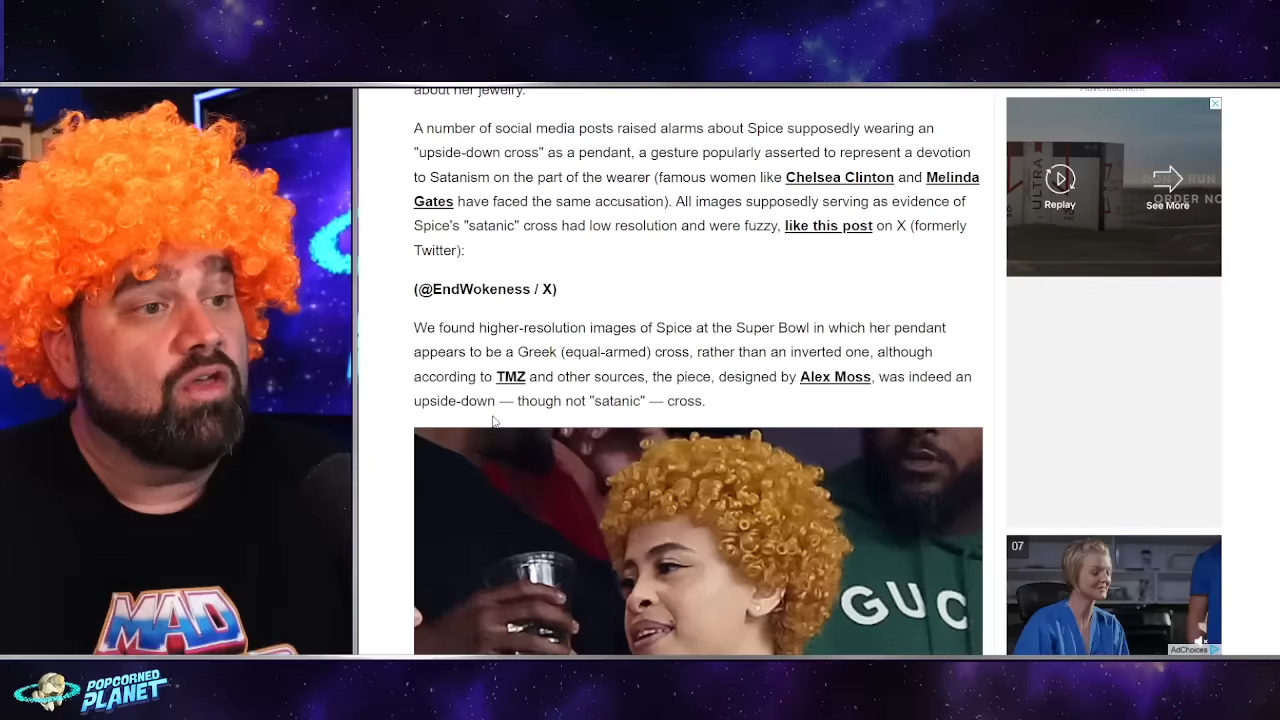 about her jewelry.
Advertisement
A number of social media posts raised alarms about Spice supposedly wearing an
"upside-down cross" as a pendant, a gesture popularly asserted to represent a devotion
to Satanism on the part of the wearer (famous women like Chelsea Clinton and Melinda
Gates have faced the same accusation). All images supposedly serving as evidence of
Spice's "satanic" cross had low resolution and were fuzzy, like this post on X (formerly
Twitter):
(@EndWokeness / X)
We found higher-resolution images of Spice at the Super Bowl in which her pendant
appears to be a Greek (equal-armed) cross, rather than an inverted one, although
according to TMZ and other sources, the piece, designed by Alex Moss, was indeed an
upside-down — though not "satanic" — cross.
ULTRA
RUN
ORDER NO
Replay
See More
GUC
07
AdChoices
MAD
POPCORNED
PLANET